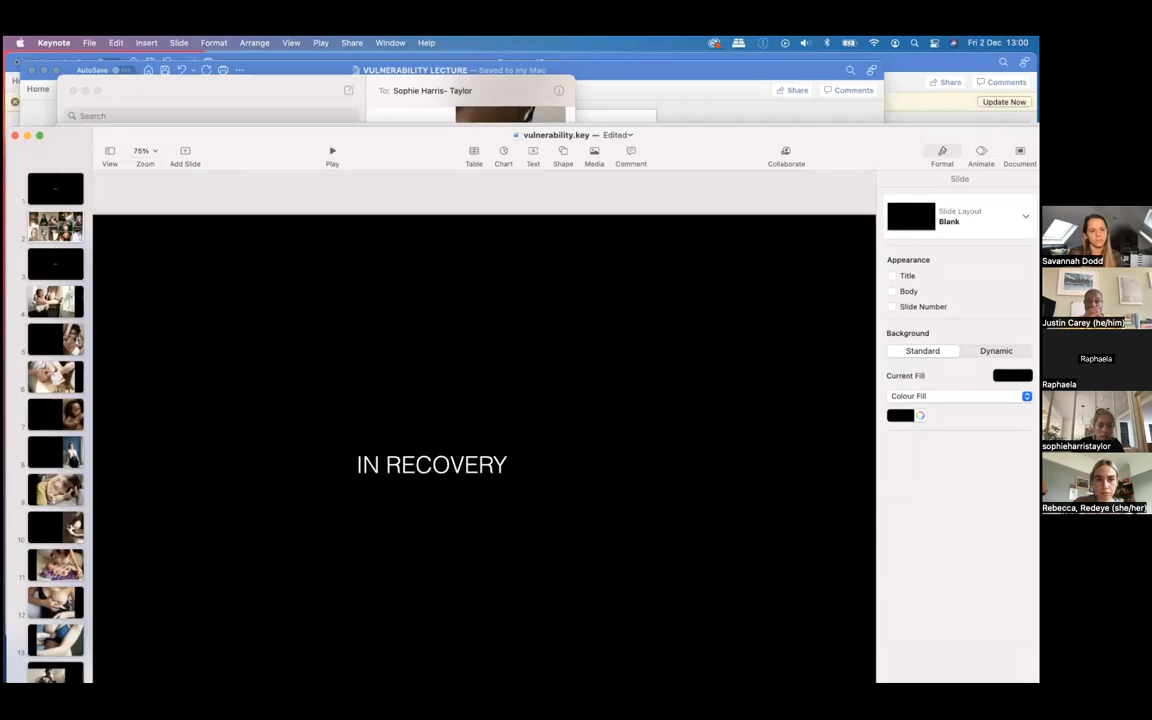 Keynote File Edit Insert Slide Format Arrange View Play Share Window Help Fri 2 Dec 13:00
AutoSave VULNERABILITY LECTURE — Saved to my Mac
Home To: Sophie Harris- Taylor Share Comments Share Comments
Search Update Now
vulnerability.key — Edited
75%
View Zoom Add Slide Play Table Chart Text Shape Media Comment Collaborate Format Animate Document
Slide
Slide Layout
Blank
Appearance
Title
Body
Slide Number
Background
Standard Dynamic
Current Fill
Colour Fill
1
2
3
4
5
6
7
8
9
10
11
12
13
IN RECOVERY
Savannah Dodd
Justin Carey (he/him)
Raphaela
Raphaela
sophieharristaylor
Rebecca, Redeye (she/her)